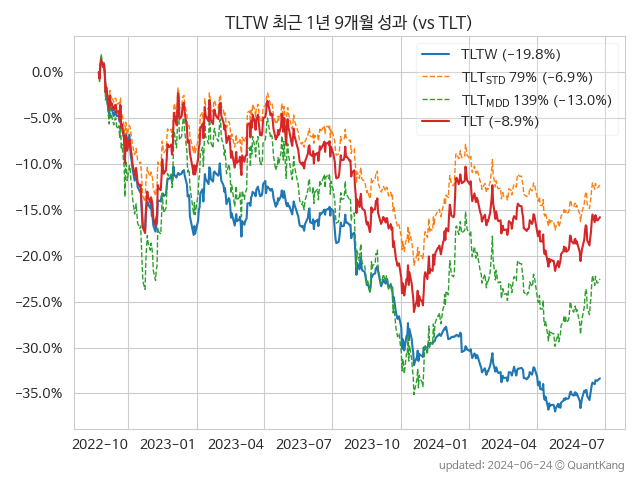 TLTW 최근 1년 9개월 성과 (vs TLT)
TLTW (−19.8%)
TLT_STD 79% (−6.9%)
TLT_MDD 139% (−13.0%)
TLT (−8.9%)
0.0%
−5.0%
−10.0%
−15.0%
−20.0%
−25.0%
−30.0%
−35.0%
2022-10 2023-01 2023-04 2023-07 2023-10 2024-01 2024-04 2024-07
updated: 2024-06-24 © QuantKang